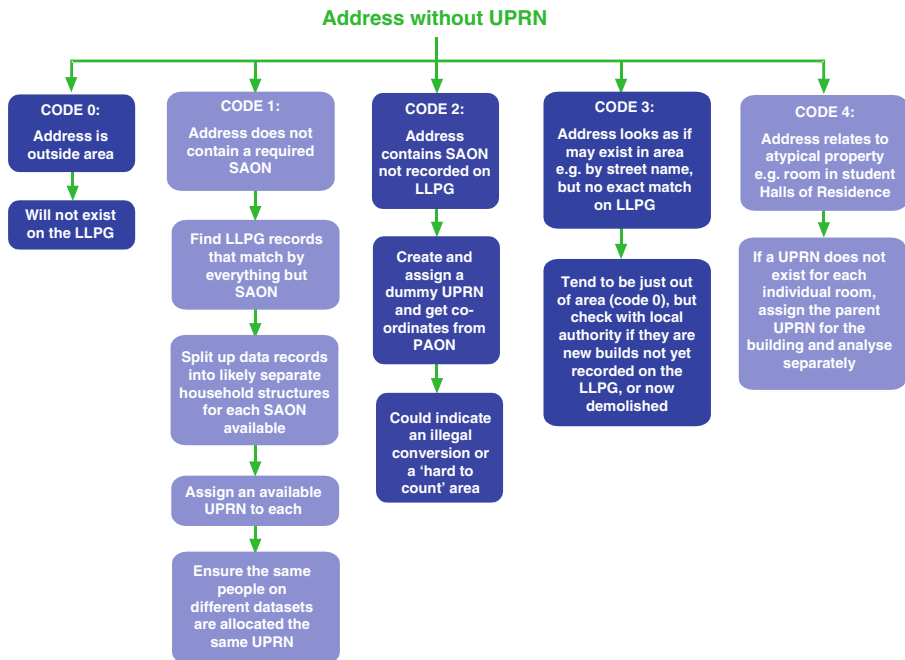 Address without UPRN
CODE 0:
Address is
outside area
Will not exist
on the LLPG
CODE 1:
Address does not
contain a required
SAON
Find LLPG records
that match by
everything but
SAON
Split up data records
into likely separate
household structures
for each SAON
available
Assign an available
UPRN to each
Ensure the same
people on
different datasets
are allocated the
same UPRN
CODE 2:
Address
contains SAON
not recorded on
LLPG
Create and
assign a
dummy UPRN
and get co-
ordinates from
PAON
Could indicate
an illegal
conversion or
a ‘hard to
count’ area
CODE 3:
Address looks as if
may exist in area
e.g. by street name,
but no exact match
on LLPG
Tend to be just out
of area (code 0), but
check with local
authority if they are
new builds not yet
recorded on the
LLPG, or now
demolished
CODE 4:
Address relates to
atypical property
e.g. room in student
Halls of Residence
If a UPRN does not
exist for each
individual room,
assign the parent
UPRN for the
building and analyse
separately